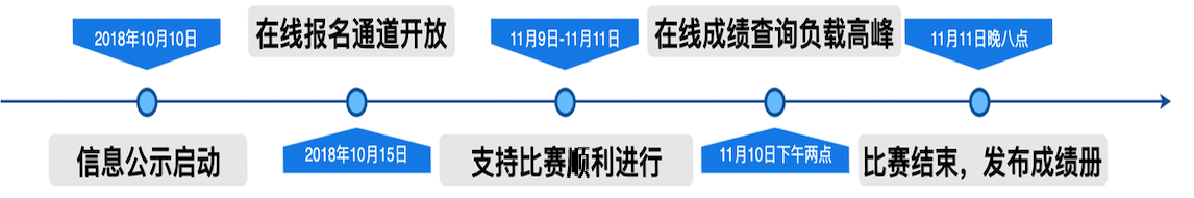 2018年10月10日
在线报名通道开放
11月9日-11月11日
在线成绩查询负载高峰
11月11日晚八点
信息公示启动
2018年10月15日
支持比赛顺利进行
11月10日下午两点
比赛结束，发布成绩册